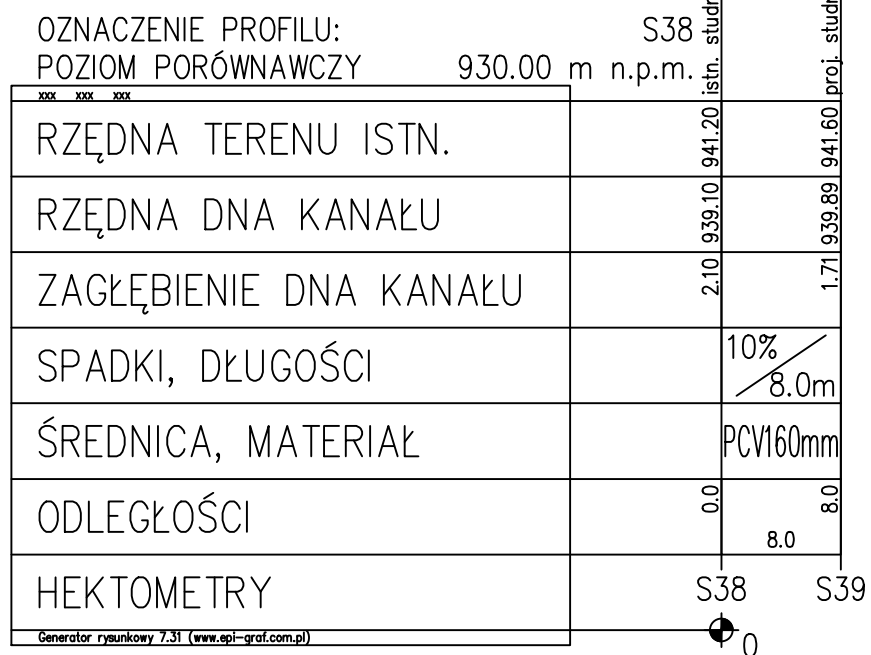 OZNACZENIE PROFILU: S38
POZIOM PORÓWNAWCZY 930.00 m n.p.m.
istn. studn
proj. studn
xxx xxx xxx
RZĘDNA TERENU ISTN. 941.20 941.60
RZĘDNA DNA KANAŁU 939.10 939.89
ZAGŁĘBIENIE DNA KANAŁU 2.10 1.71
SPADKI, DŁUGOŚCI 10% 8.0m
ŚREDNICA, MATERIAŁ PCV160mm
ODLEGŁOŚCI 0.0 8.0 8.0
HEKTOMETRY S38 S39
Generator rysunkowy 7.31 (www.epi-graf.com.pl) 0